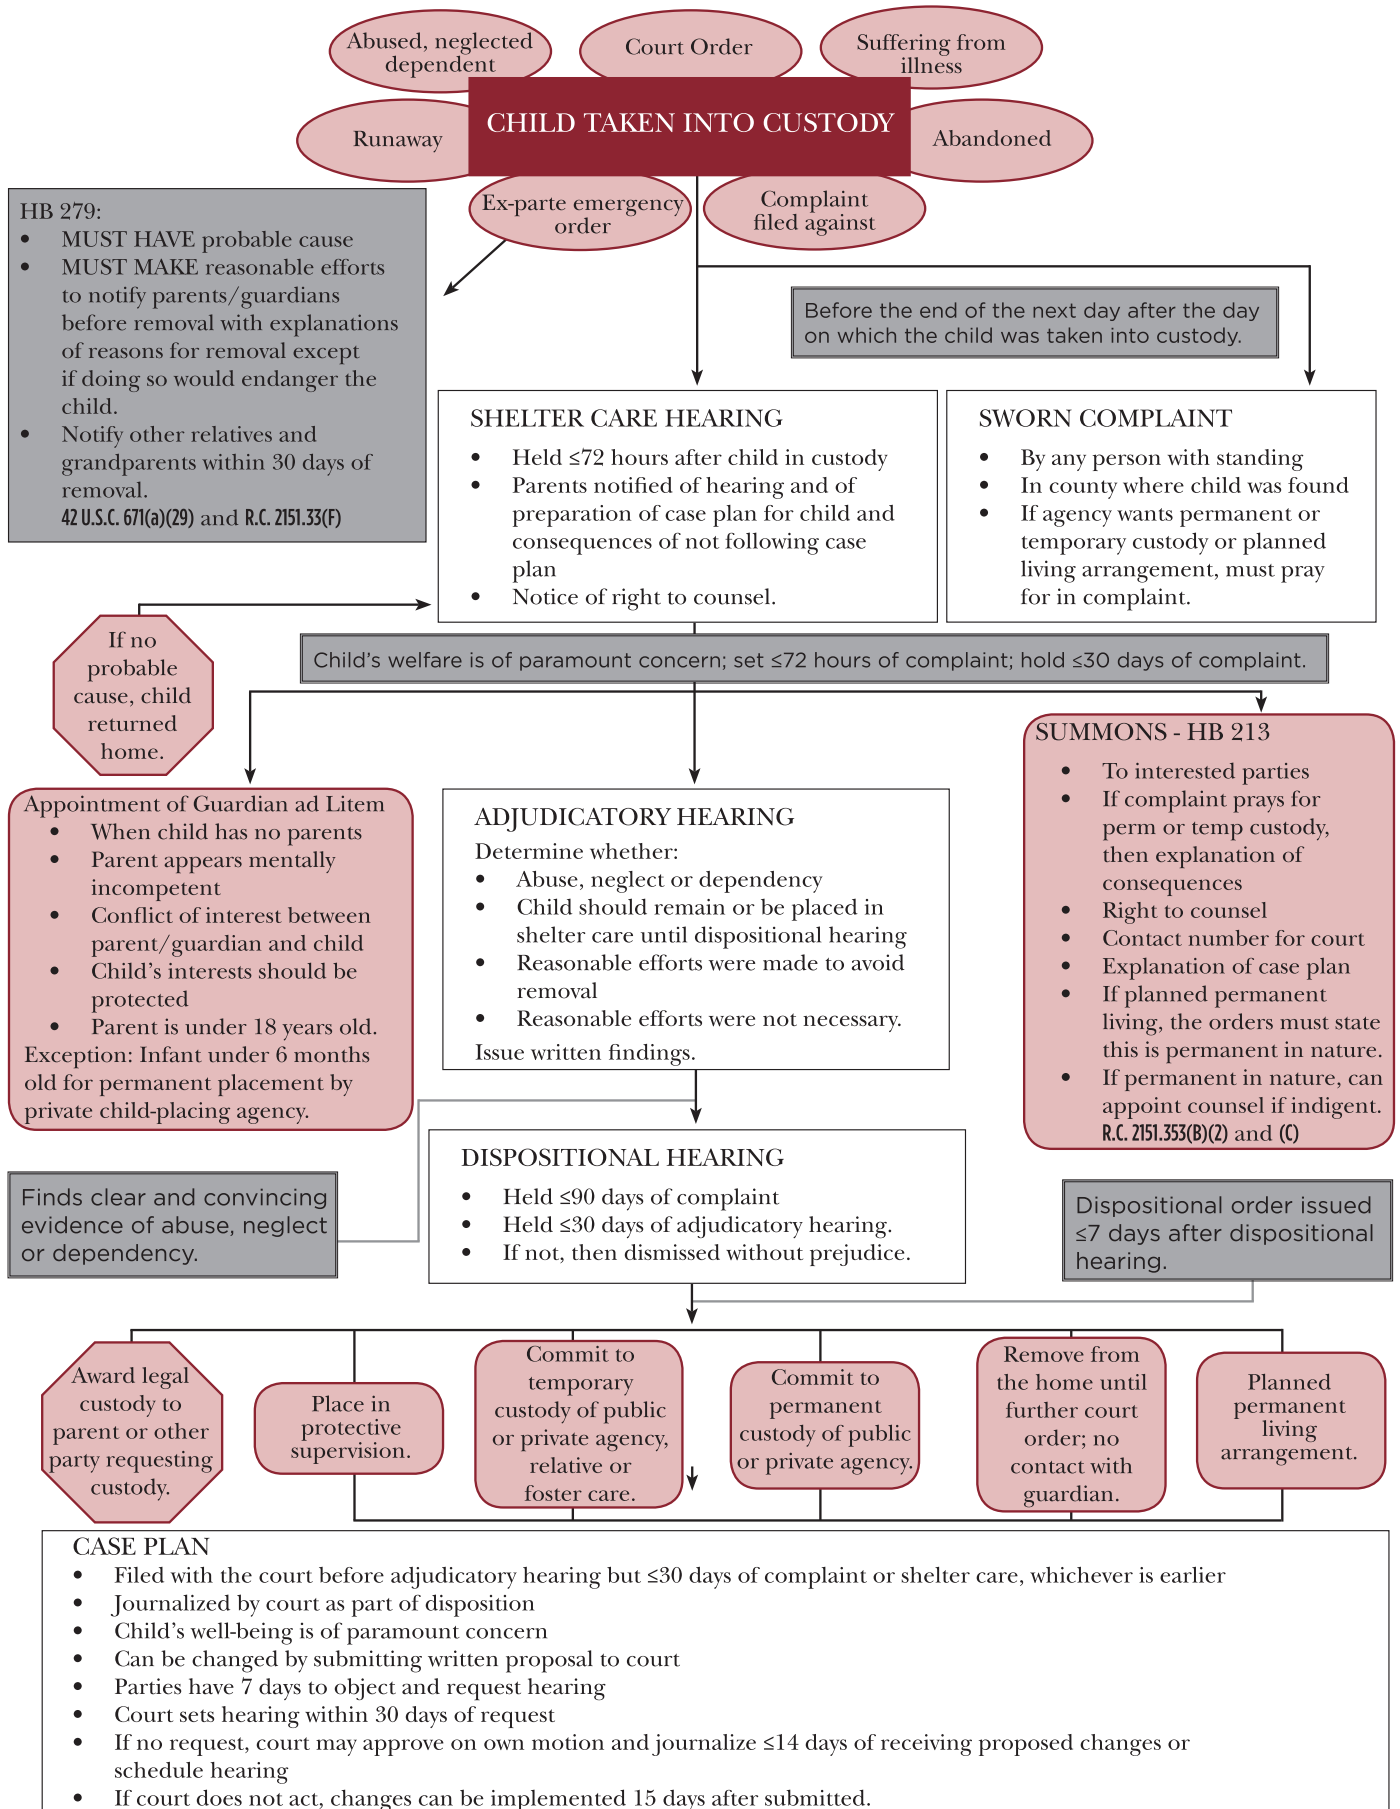 Abused, neglected
dependent
Court Order
Suffering from
illness
Runaway
CHILD TAKEN INTO CUSTODY
Abandoned
Ex-parte emergency
order
Complaint
filed against
HB 279:
• MUST HAVE probable cause
• MUST MAKE reasonable efforts
to notify parents/guardians
before removal with explanations
of reasons for removal except
if doing so would endanger the
child.
• Notify other relatives and
grandparents within 30 days of
removal.
42 U.S.C. 671(a)(29) and R.C. 2151.33(F)
Before the end of the next day after the day
on which the child was taken into custody.
SHELTER CARE HEARING
• Held ≤72 hours after child in custody
• Parents notified of hearing and of
preparation of case plan for child and
consequences of not following case
plan
• Notice of right to counsel.
SWORN COMPLAINT
• By any person with standing
• In county where child was found
• If agency wants permanent or
temporary custody or planned
living arrangement, must pray
for in complaint.
If no
probable
cause, child
returned
home.
Child's welfare is of paramount concern; set ≤72 hours of complaint; hold ≤30 days of complaint.
Appointment of Guardian ad Litem
• When child has no parents
• Parent appears mentally
incompetent
• Conflict of interest between
parent/guardian and child
• Child's interests should be
protected
• Parent is under 18 years old.
Exception: Infant under 6 months
old for permanent placement by
private child-placing agency.
ADJUDICATORY HEARING
Determine whether:
• Abuse, neglect or dependency
• Child should remain or be placed in
shelter care until dispositional hearing
• Reasonable efforts were made to avoid
removal
• Reasonable efforts were not necessary.
Issue written findings.
SUMMONS - HB 213
• To interested parties
• If complaint prays for
perm or temp custody,
then explanation of
consequences
• Right to counsel
• Contact number for court
• Explanation of case plan
• If planned permanent
living, the orders must state
this is permanent in nature.
• If permanent in nature, can
appoint counsel if indigent.
R.C. 2151.353(B)(2) and (C)
Finds clear and convincing
evidence of abuse, neglect
or dependency.
DISPOSITIONAL HEARING
• Held ≤90 days of complaint
• Held ≤30 days of adjudicatory hearing.
• If not, then dismissed without prejudice.
Dispositional order issued
≤7 days after dispositional
hearing.
Award legal
custody to
parent or other
party requesting
custody.
Place in
protective
supervision.
Commit to
temporary
custody of public
or private agency,
relative or
foster care.
Commit to
permanent
custody of public
or private agency.
Remove from
the home until
further court
order; no
contact with
guardian.
Planned
permanent
living
arrangement.
CASE PLAN
• Filed with the court before adjudicatory hearing but ≤30 days of complaint or shelter care, whichever is earlier
• Journalized by court as part of disposition
• Child's well-being is of paramount concern
• Can be changed by submitting written proposal to court
• Parties have 7 days to object and request hearing
• Court sets hearing within 30 days of request
• If no request, court may approve on own motion and journalize ≤14 days of receiving proposed changes or
schedule hearing
• If court does not act, changes can be implemented 15 days after submitted.